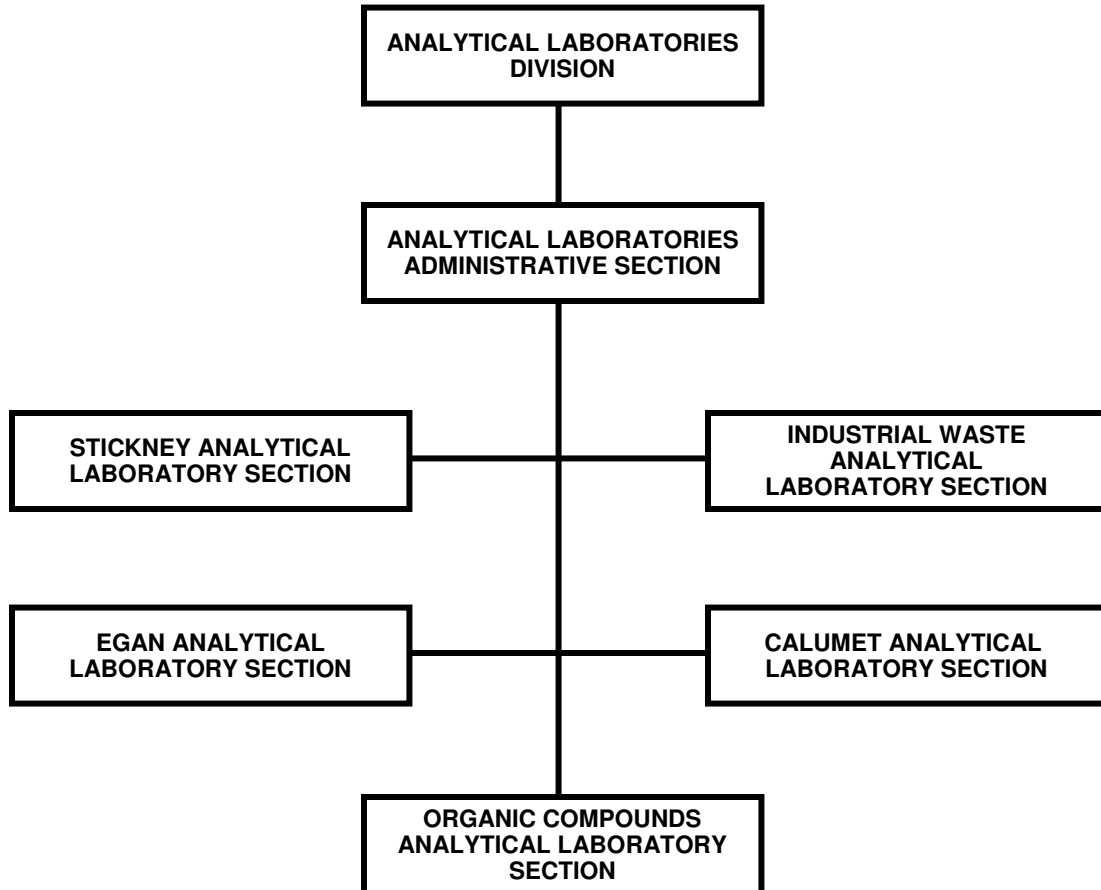 ANALYTICAL LABORATORIES
DIVISION
ANALYTICAL LABORATORIES
ADMINISTRATIVE SECTION
STICKNEY ANALYTICAL
LABORATORY SECTION
INDUSTRIAL WASTE
ANALYTICAL
LABORATORY SECTION
EGAN ANALYTICAL
LABORATORY SECTION
CALUMET ANALYTICAL
LABORATORY SECTION
ORGANIC COMPOUNDS
ANALYTICAL LABORATORY
SECTION